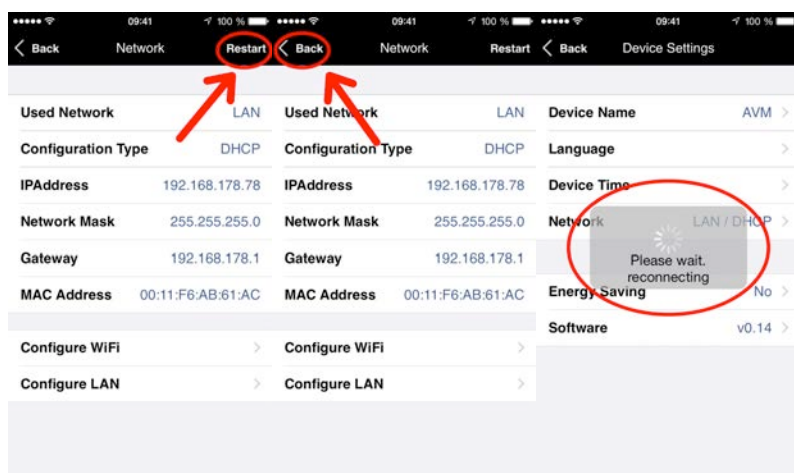 09:41 100 %
Back Network Restart
Used Network LAN
Configuration Type DHCP
IPAddress 192.168.178.78
Network Mask 255.255.255.0
Gateway 192.168.178.1
MAC Address 00:11:F6:AB:61:AC
Configure WiFi
Configure LAN
09:41 100 %
Back Network Restart
Used Network LAN
Configuration Type DHCP
IPAddress 192.168.178.78
Network Mask 255.255.255.0
Gateway 192.168.178.1
MAC Address 00:11:F6:AB:61:AC
Configure WiFi
Configure LAN
09:41 100 %
Back Device Settings
Device Name AVM
Language
Device Time
Network LAN / DHCP
Please wait.
reconnecting
Energy Saving No
Software v0.14